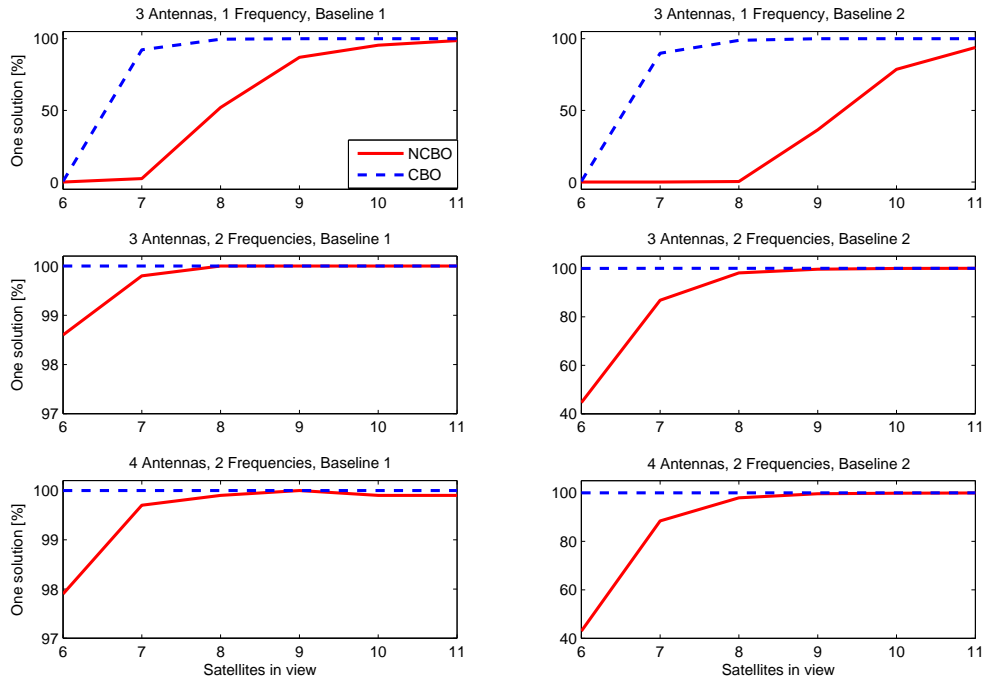 3 Antennas, 1 Frequency, Baseline 1
One solution [%]
100
50
0
6 7 8 9 10 11
NCBO
CBO
3 Antennas, 1 Frequency, Baseline 2
One solution [%]
100
50
0
6 7 8 9 10 11
3 Antennas, 2 Frequencies, Baseline 1
One solution [%]
100
99
98
97
6 7 8 9 10 11
3 Antennas, 2 Frequencies, Baseline 2
100
80
60
40
6 7 8 9 10 11
4 Antennas, 2 Frequencies, Baseline 1
One solution [%]
100
99
98
97
6 7 8 9 10 11
Satellites in view
4 Antennas, 2 Frequencies, Baseline 2
100
80
60
40
6 7 8 9 10 11
Satellites in view